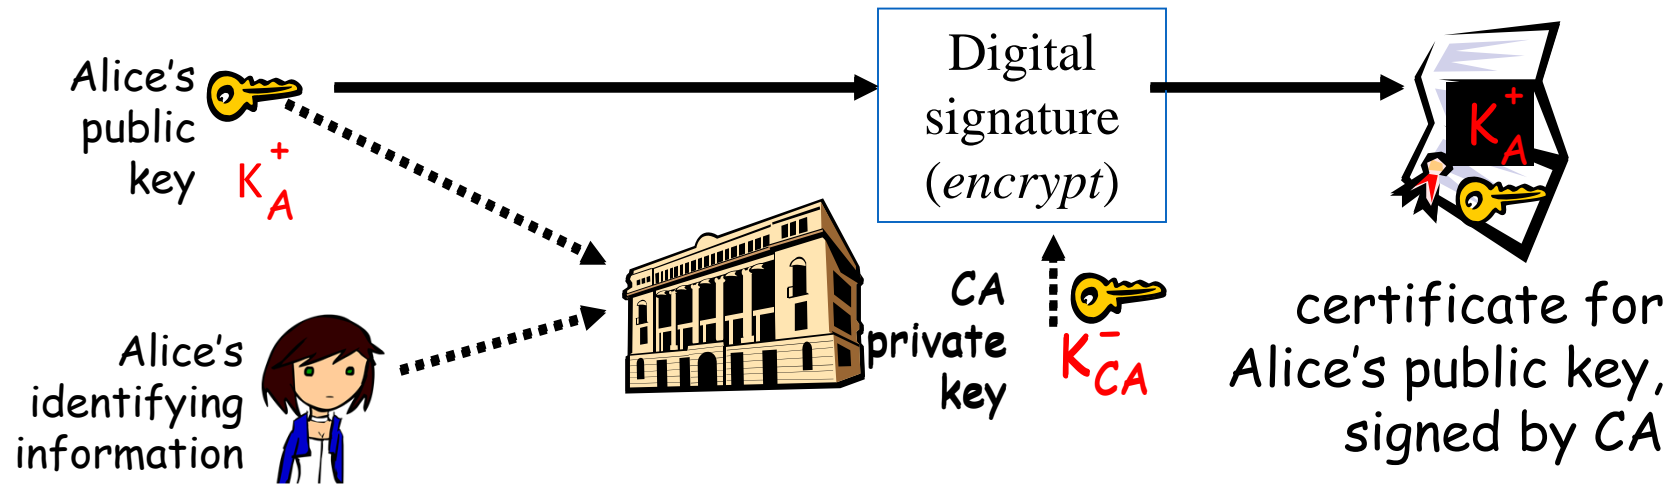 Alice's
public
key
K+A
Digital
signature
(encrypt)
K+A
Alice's
identifying
information
CA
private
key
K-CA
certificate for
Alice's public key,
signed by CA